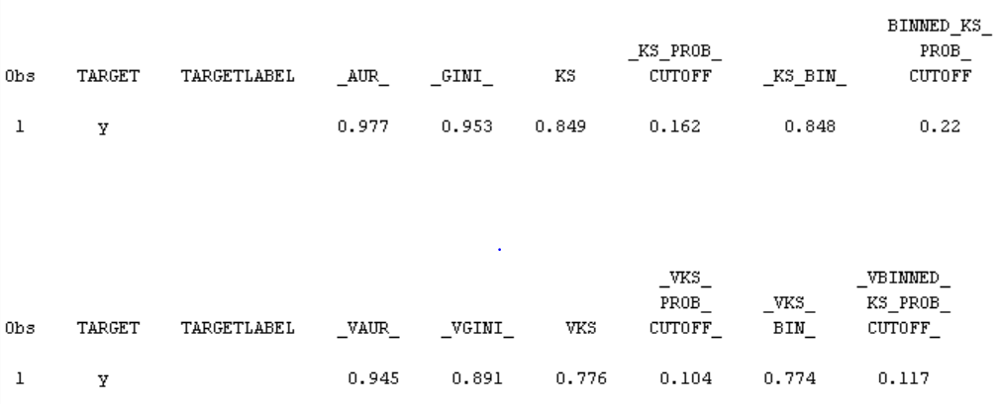 BINNED_KS_
_KS_PROB_ PROB_
Obs TARGET TARGETLABEL _AUR_ _GINI_ KS CUTOFF _KS_BIN_ CUTOFF
1 y 0.977 0.953 0.849 0.162 0.848 0.22
_VKS_ _VBINNED_
PROB_ _VKS_ KS_PROB_
Obs TARGET TARGETLABEL _VAUR_ _VGINI_ VKS CUTOFF_ BIN_ CUTOFF_
1 y 0.945 0.891 0.776 0.104 0.774 0.117